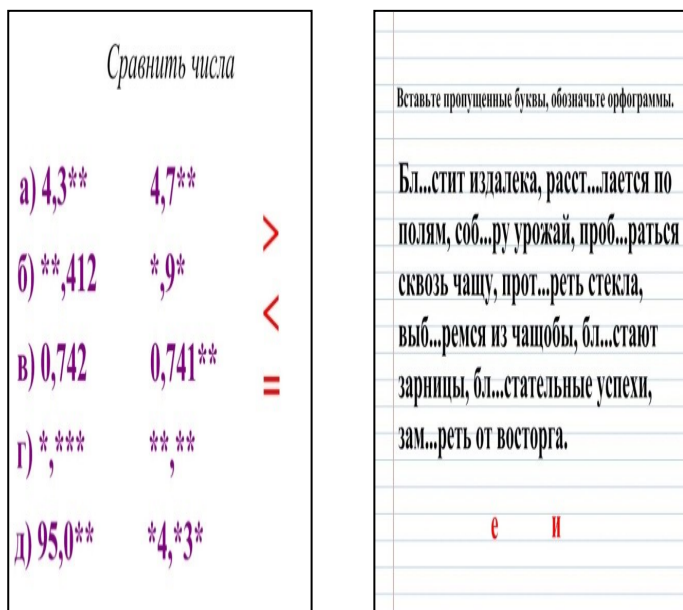 Сравнить числа
а) 4,3** 4,7**
б) **,412 *,9*
в) 0,742 0,741**
г) *,*** **,**
д) 95,0** *4,*3*
>
<
=
Вставьте пропущенные буквы, обозначьте орфограммы.
Бл...стит издалека, расст...лается по
полям, соб...ру урожай, проб...раться
сквозь чащу, прот...реть стекла,
выб...ремся из чащобы, бл...стают
зарницы, бл...стательные успехи,
зам...реть от восторга.
е и